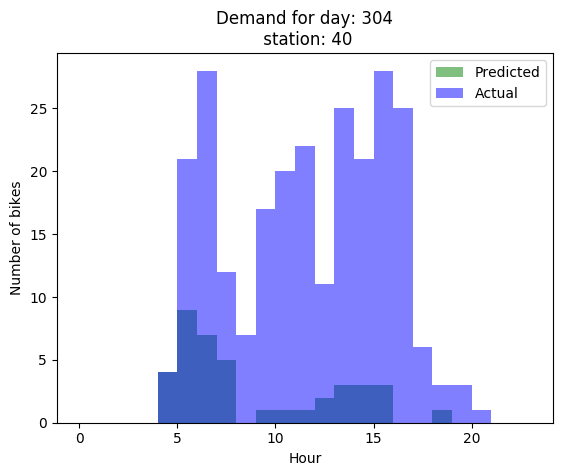 Demand for day: 304
station: 40
Predicted
Actual
Number of bikes
25
20
15
10
5
0
0 5 10 15 20
Hour